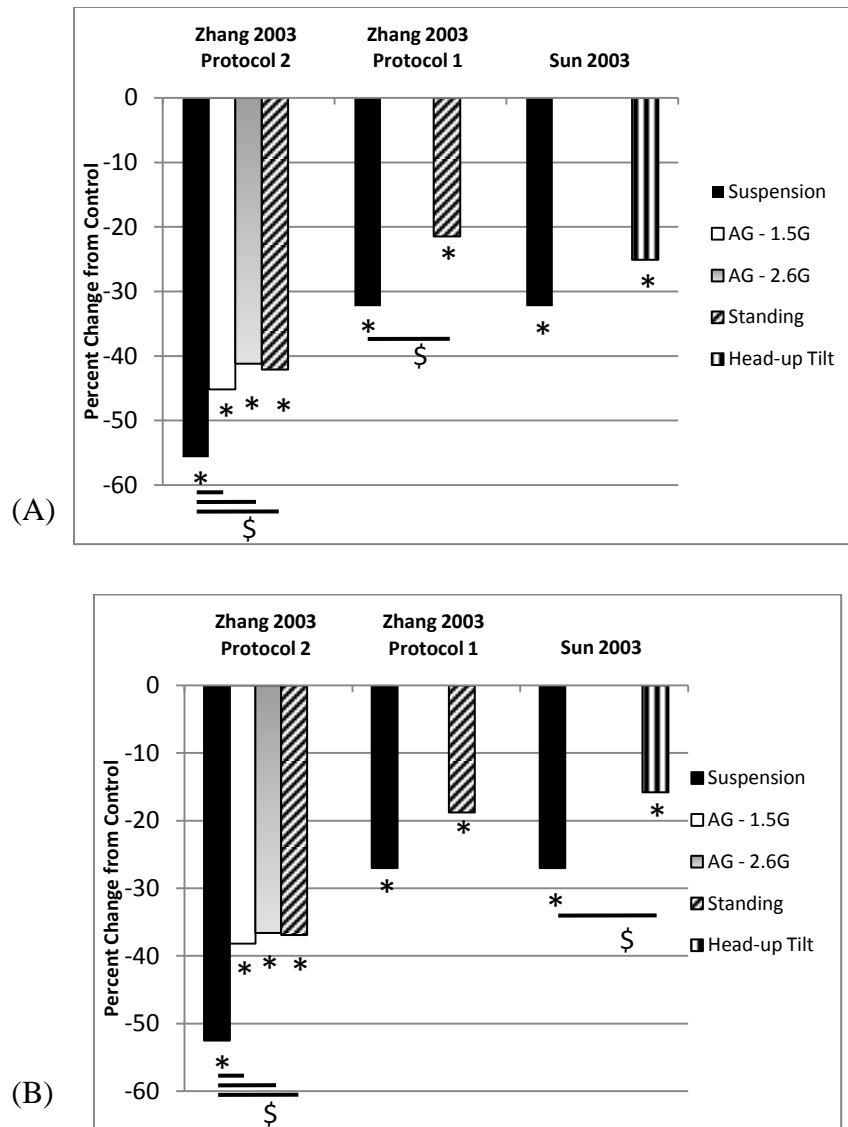 Zhang 2003 Protocol 2
Zhang 2003 Protocol 1
Sun 2003
Percent Change from Control
0
-10
-20
-30
-40
-50
-60
* * * *
$
* *
$
* *
Suspension
AG - 1.5G
AG - 2.6G
Standing
Head-up Tilt
(A)
Zhang 2003 Protocol 2
Zhang 2003 Protocol 1
Sun 2003
Percent Change from Control
0
-10
-20
-30
-40
-50
-60
* * * *
$
* *
* *
$
Suspension
AG - 1.5G
AG - 2.6G
Standing
Head-up Tilt
(B)